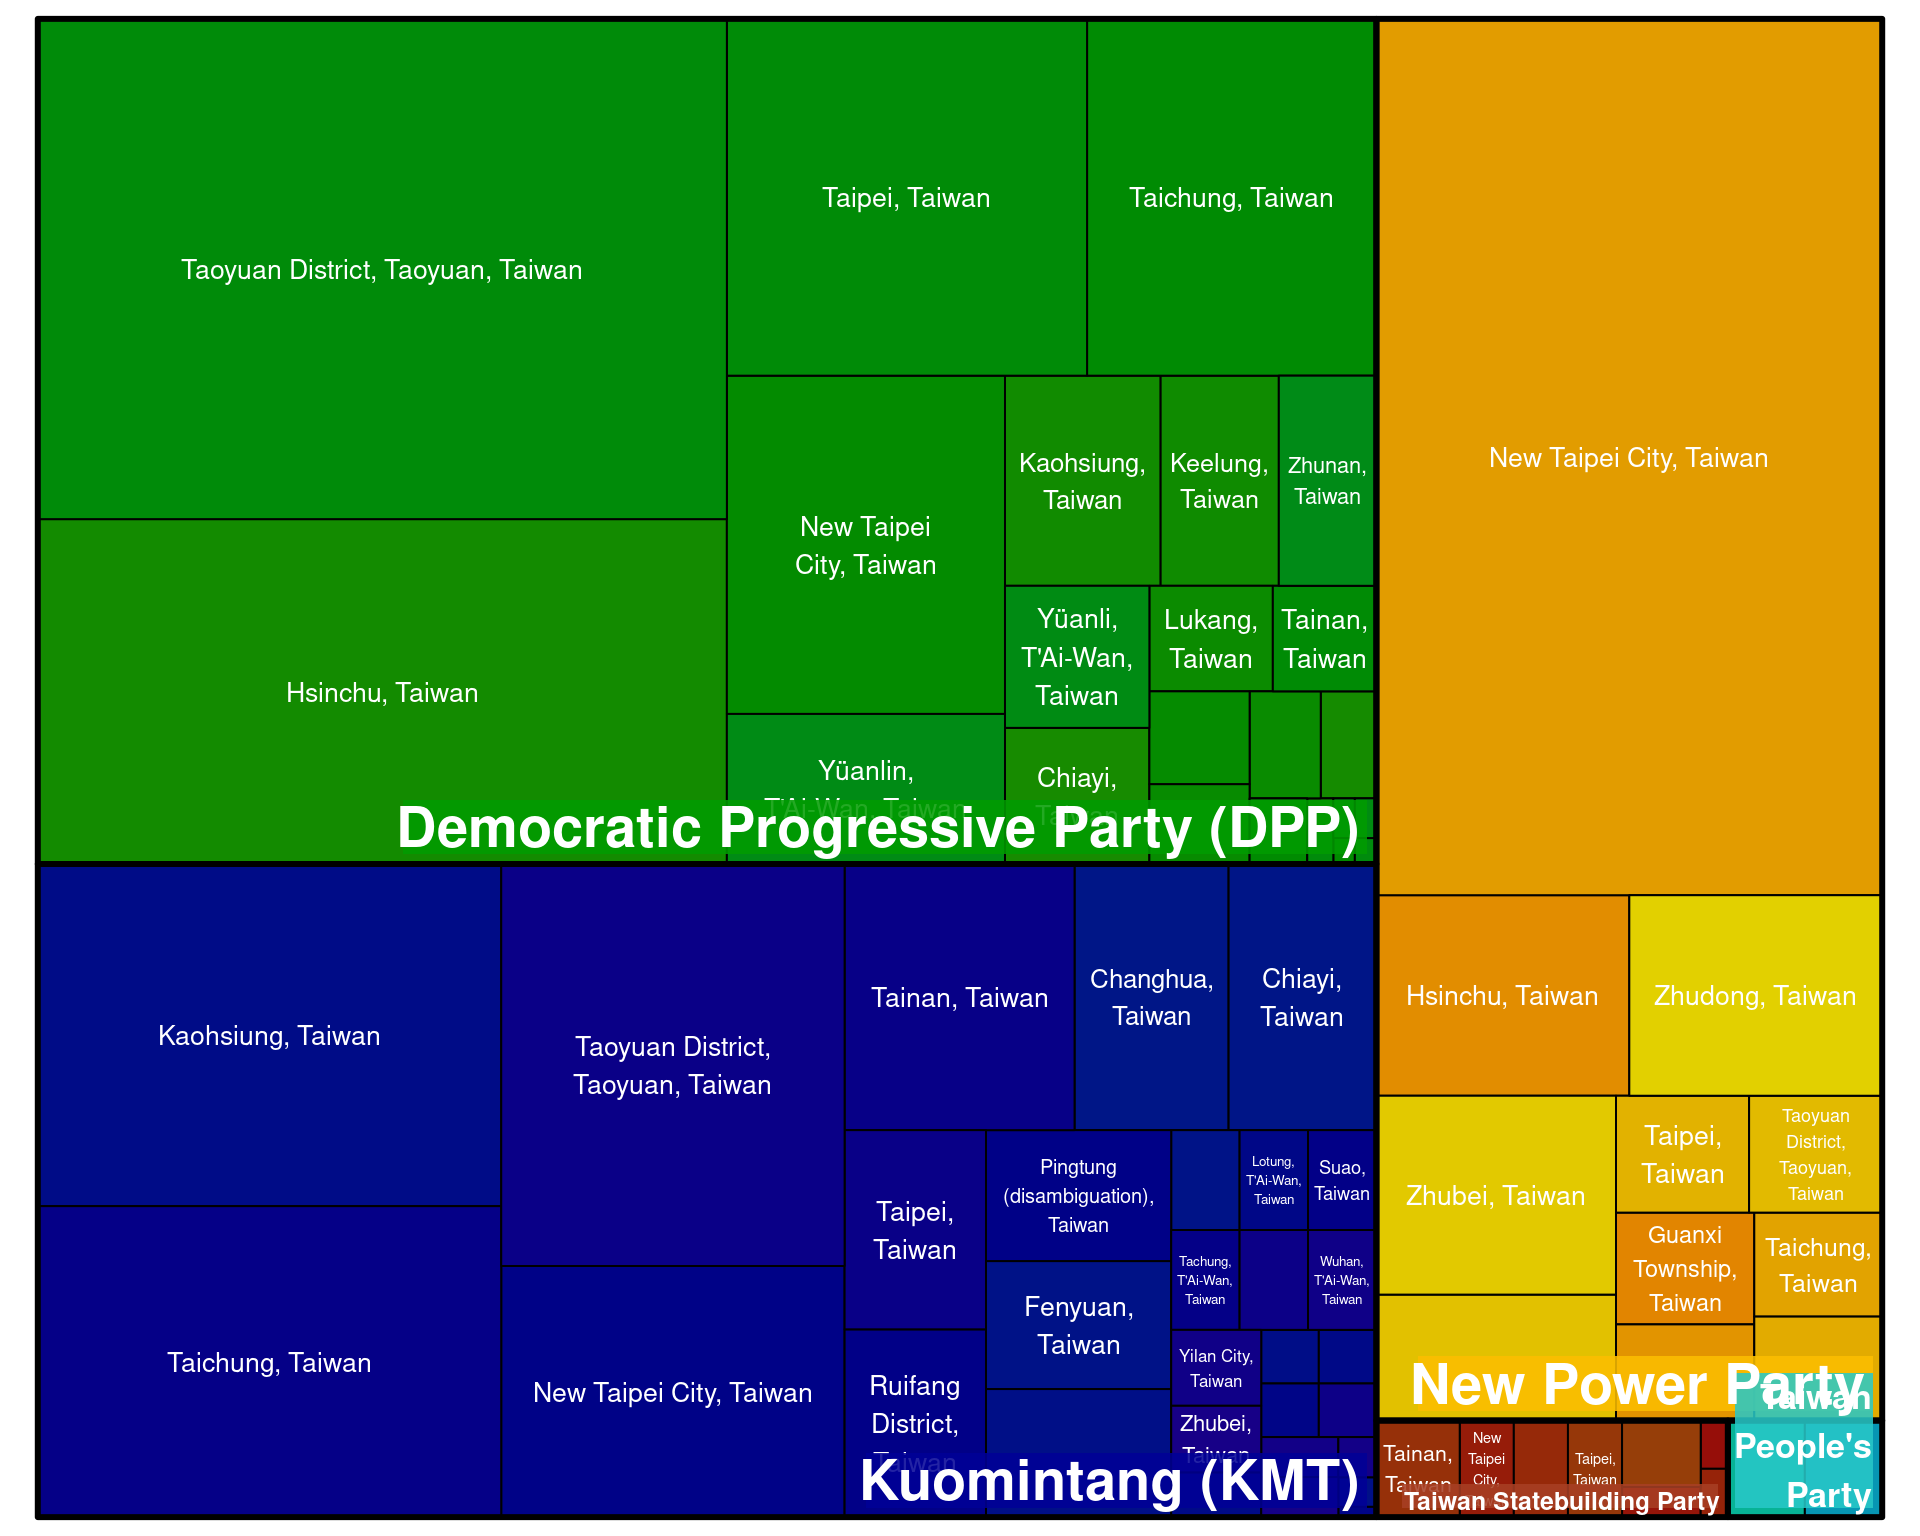 Taoyuan District, Taoyuan, Taiwan
Hsinchu, Taiwan
Taipei, Taiwan
Taichung, Taiwan
New Taipei
City, Taiwan
Yüanlin,
T'Ai-Wan, Taiwan
Kaohsiung,
Taiwan
Keelung,
Taiwan
Zhunan,
Taiwan
Yüanli,
T'Ai-Wan,
Taiwan
Lukang,
Taiwan
Tainan,
Taiwan
Chiayi,
Taiwan
Democratic Progressive Party (DPP)
Kaohsiung, Taiwan
Taichung, Taiwan
Taoyuan District,
Taoyuan, Taiwan
New Taipei City, Taiwan
Tainan, Taiwan
Changhua,
Taiwan
Chiayi,
Taiwan
Taipei,
Taiwan
Ruifang
District,
Taiwan
Pingtung
(disambiguation),
Taiwan
Fenyuan,
Taiwan
Lotung,
T'Ai-Wan,
Taiwan
Suao,
Taiwan
Tachung,
T'Ai-Wan,
Taiwan
Wuhan,
T'Ai-Wan,
Taiwan
Yilan City,
Taiwan
Zhubei,
Taiwan
Kuomintang (KMT)
New Taipei City, Taiwan
Hsinchu, Taiwan
Zhudong, Taiwan
Zhubei, Taiwan
Taipei,
Taiwan
Taoyuan
District,
Taoyuan,
Taiwan
Guanxi
Township,
Taiwan
Taichung,
Taiwan
New Power Party
Tainan,
Taiwan
New
Taipei
City,
Taipei,
Taiwan
Taiwan Statebuilding Party
Taiwan
People's
Party